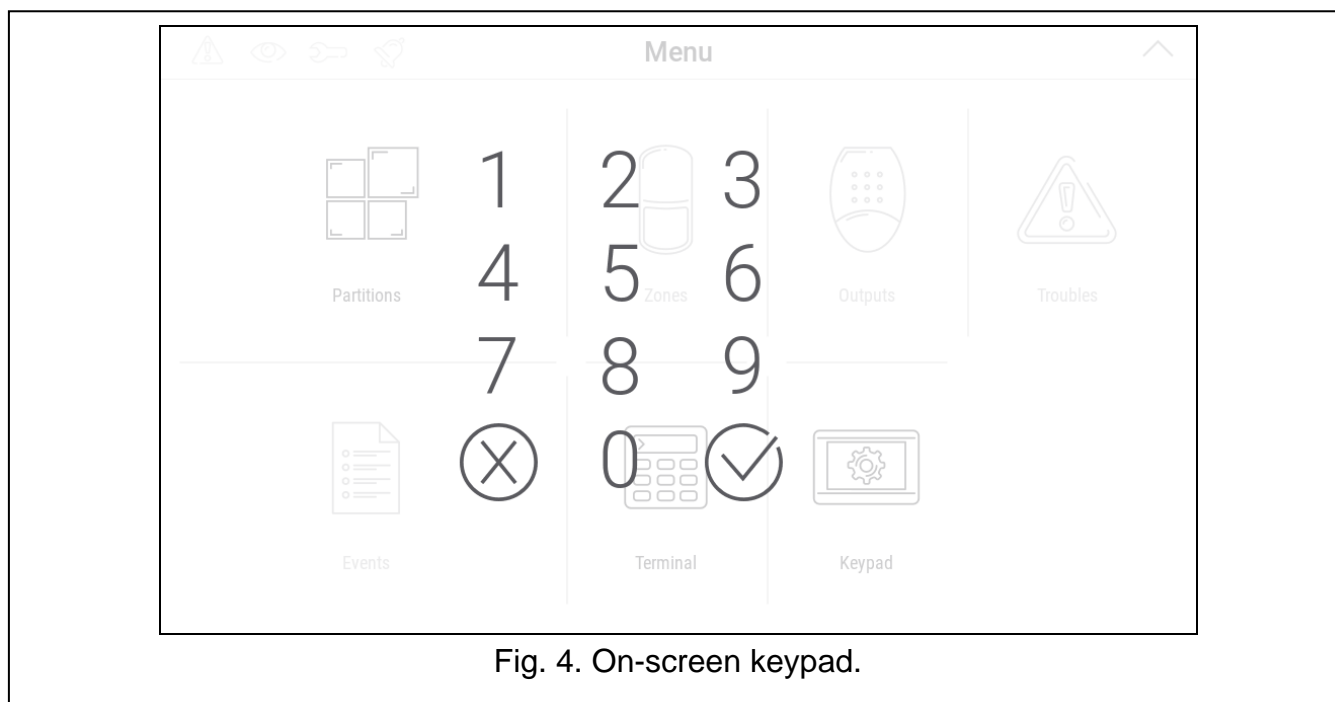 Menu
1 2 3
4 5 6
Partitions Zones Outputs Troubles
7 8 9
0
Events Terminal Keypad
Fig. 4. On-screen keypad.